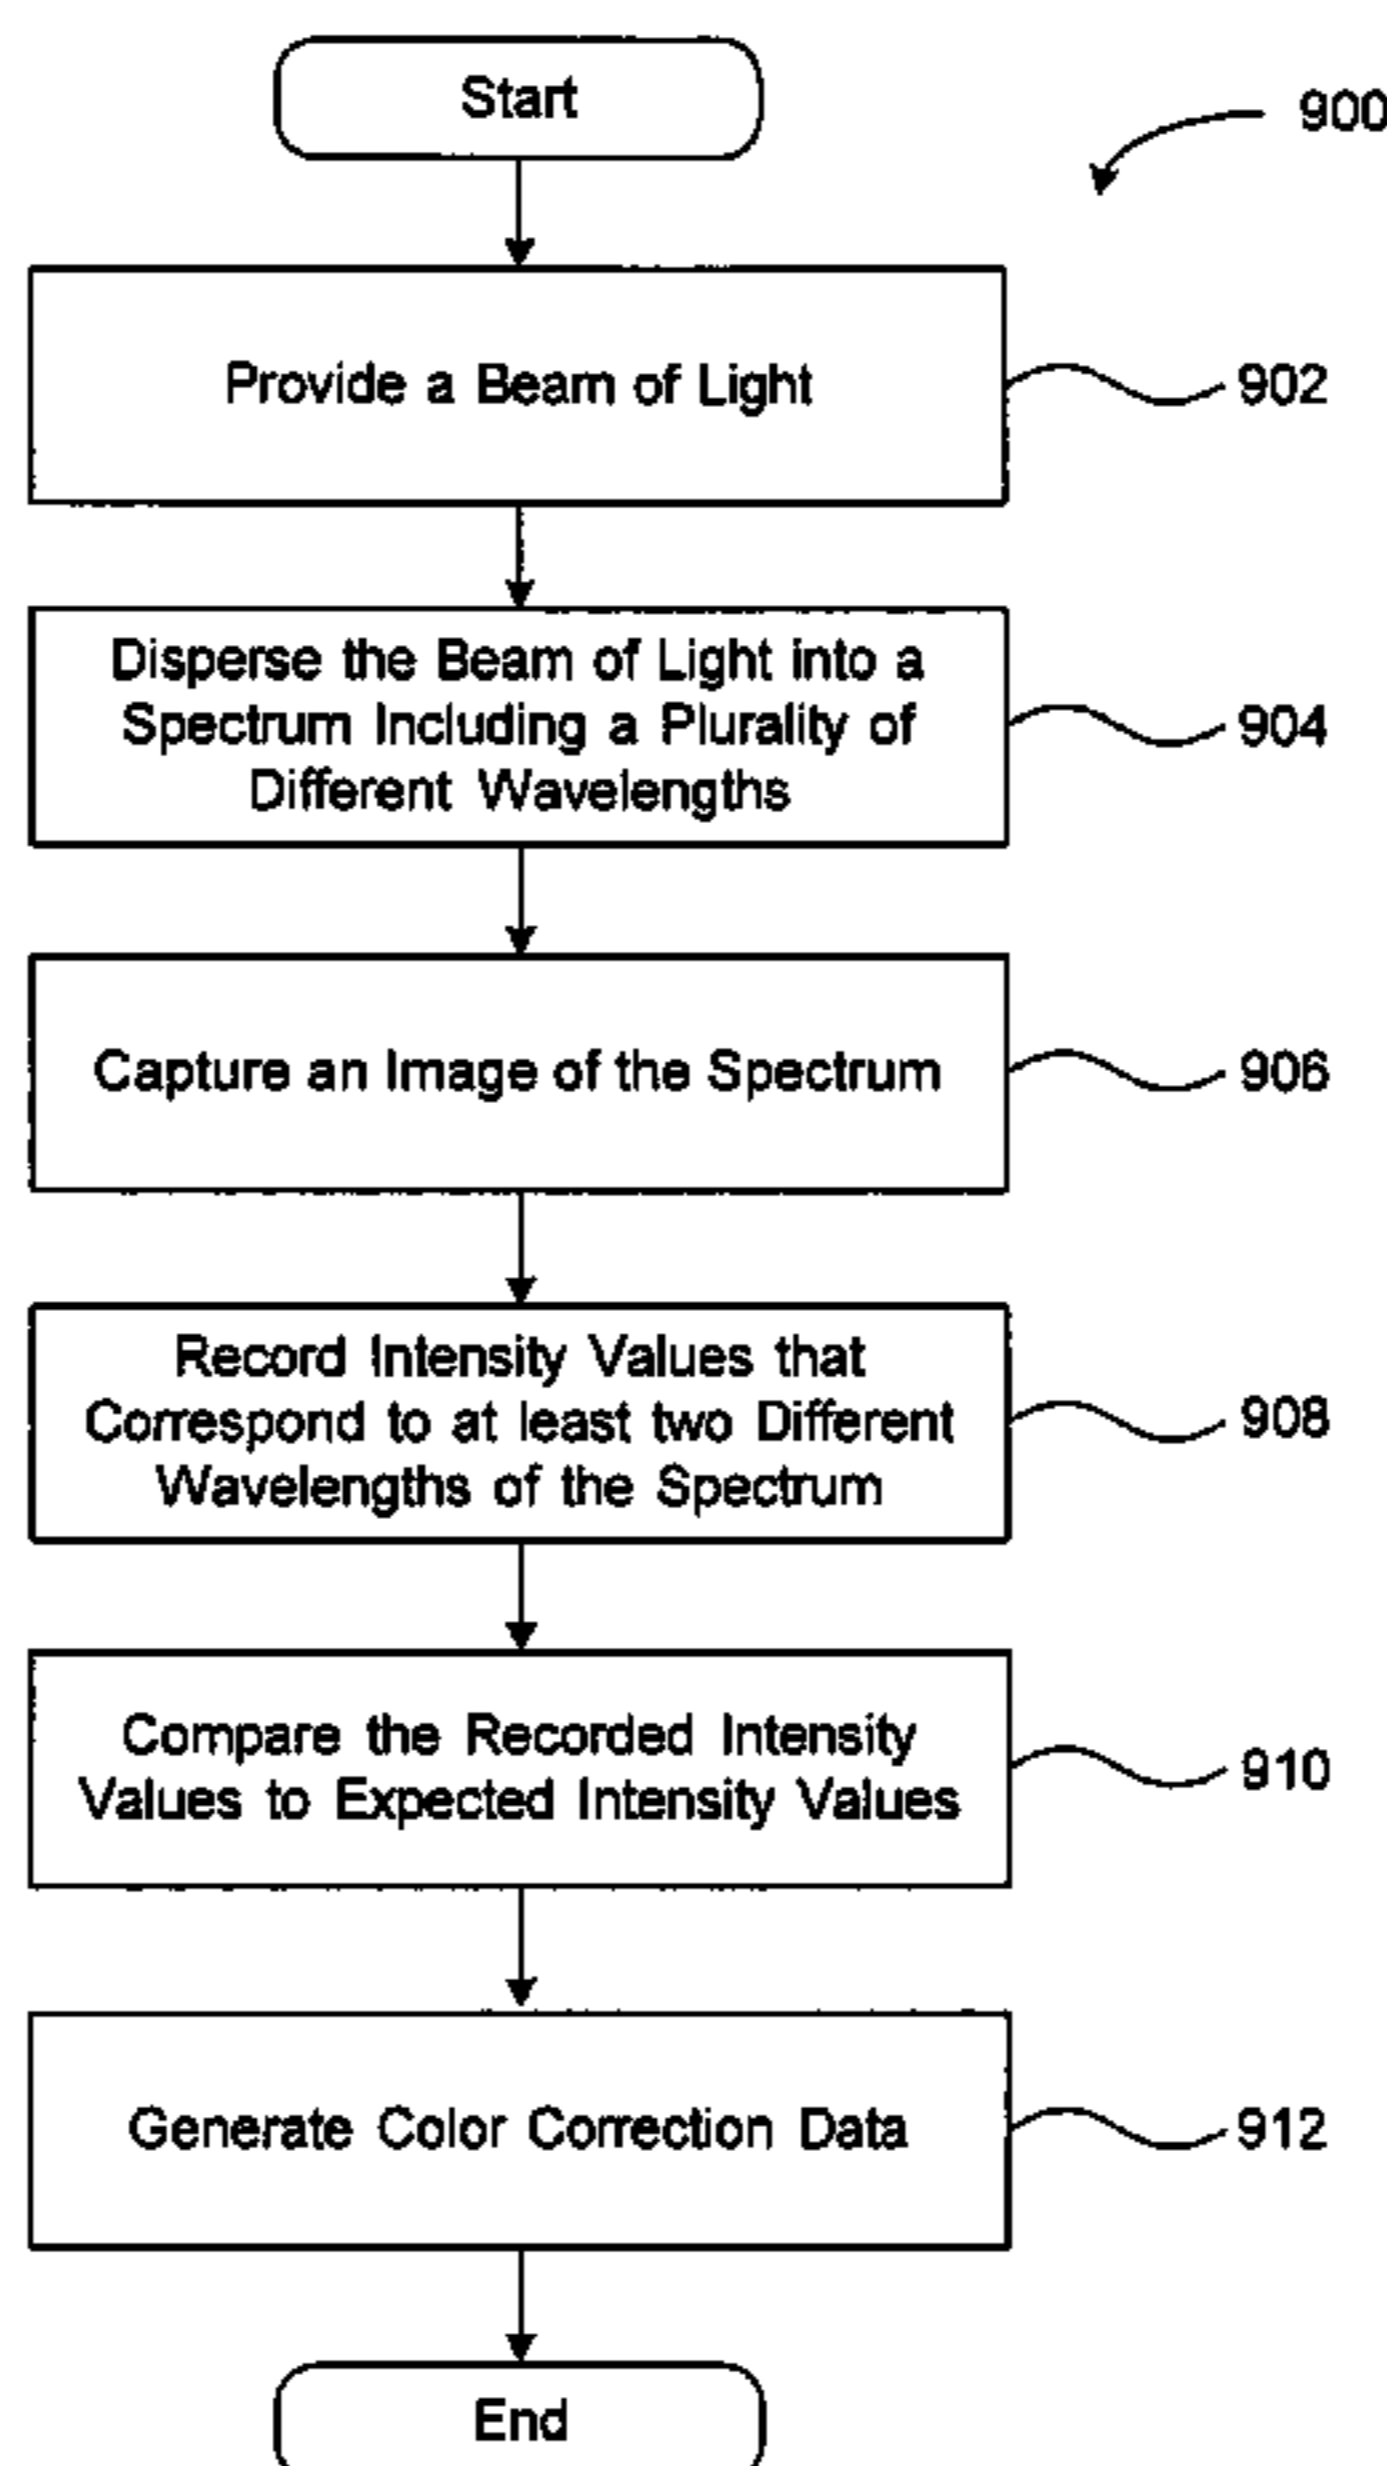 Start
900
Provide a Beam of Light
902
Disperse the Beam of Light into a
Spectrum Including a Plurality of
Different Wavelengths
904
Capture an Image of the Spectrum
906
Record Intensity Values that
Correspond to at least two Different
Wavelengths of the Spectrum
908
Compare the Recorded Intensity
Values to Expected Intensity Values
910
Generate Color Correction Data
912
End